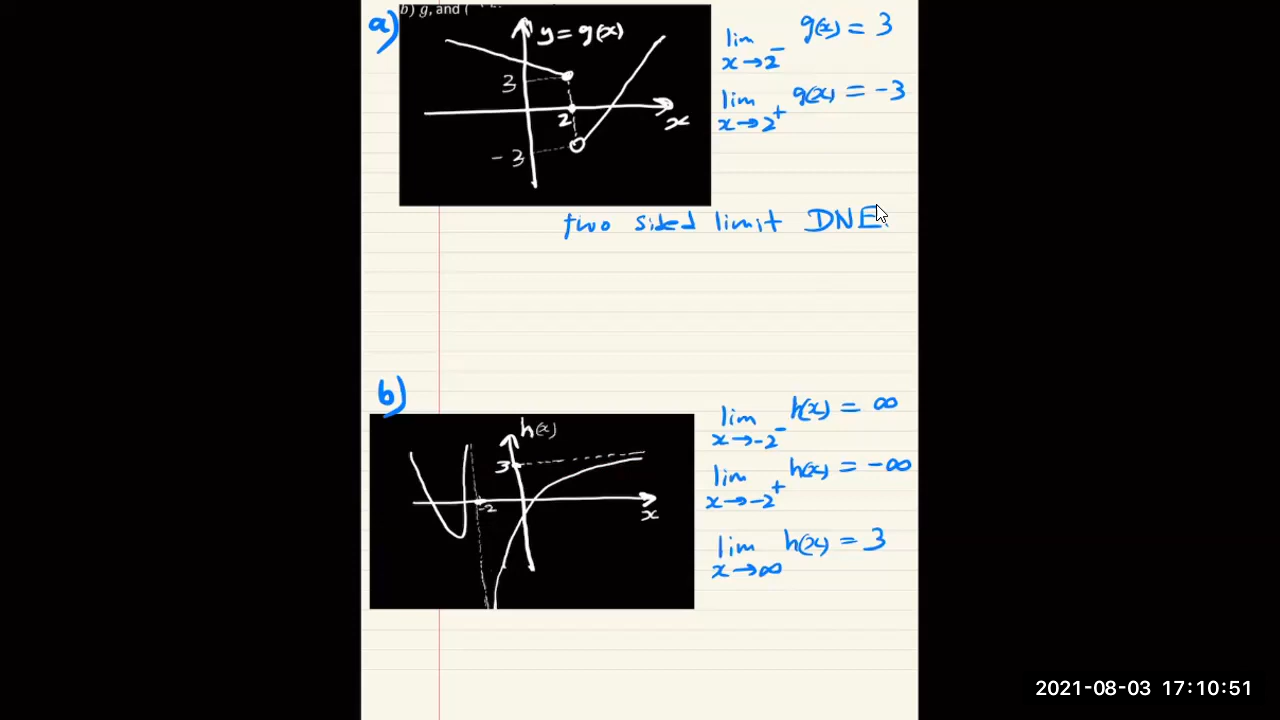 b) g, and (
a)
y = g(x)
3
2
x
-3
lim x→2⁻ g(x) = 3
lim x→2⁺ g(x) = -3
two sided limit DNE
b)
h(x)
3
-2
x
lim x→-2⁻ h(x) = ∞
lim x→-2⁺ h(x) = -∞
lim x→∞ h(x) = 3
2021-08-03 17:10:51